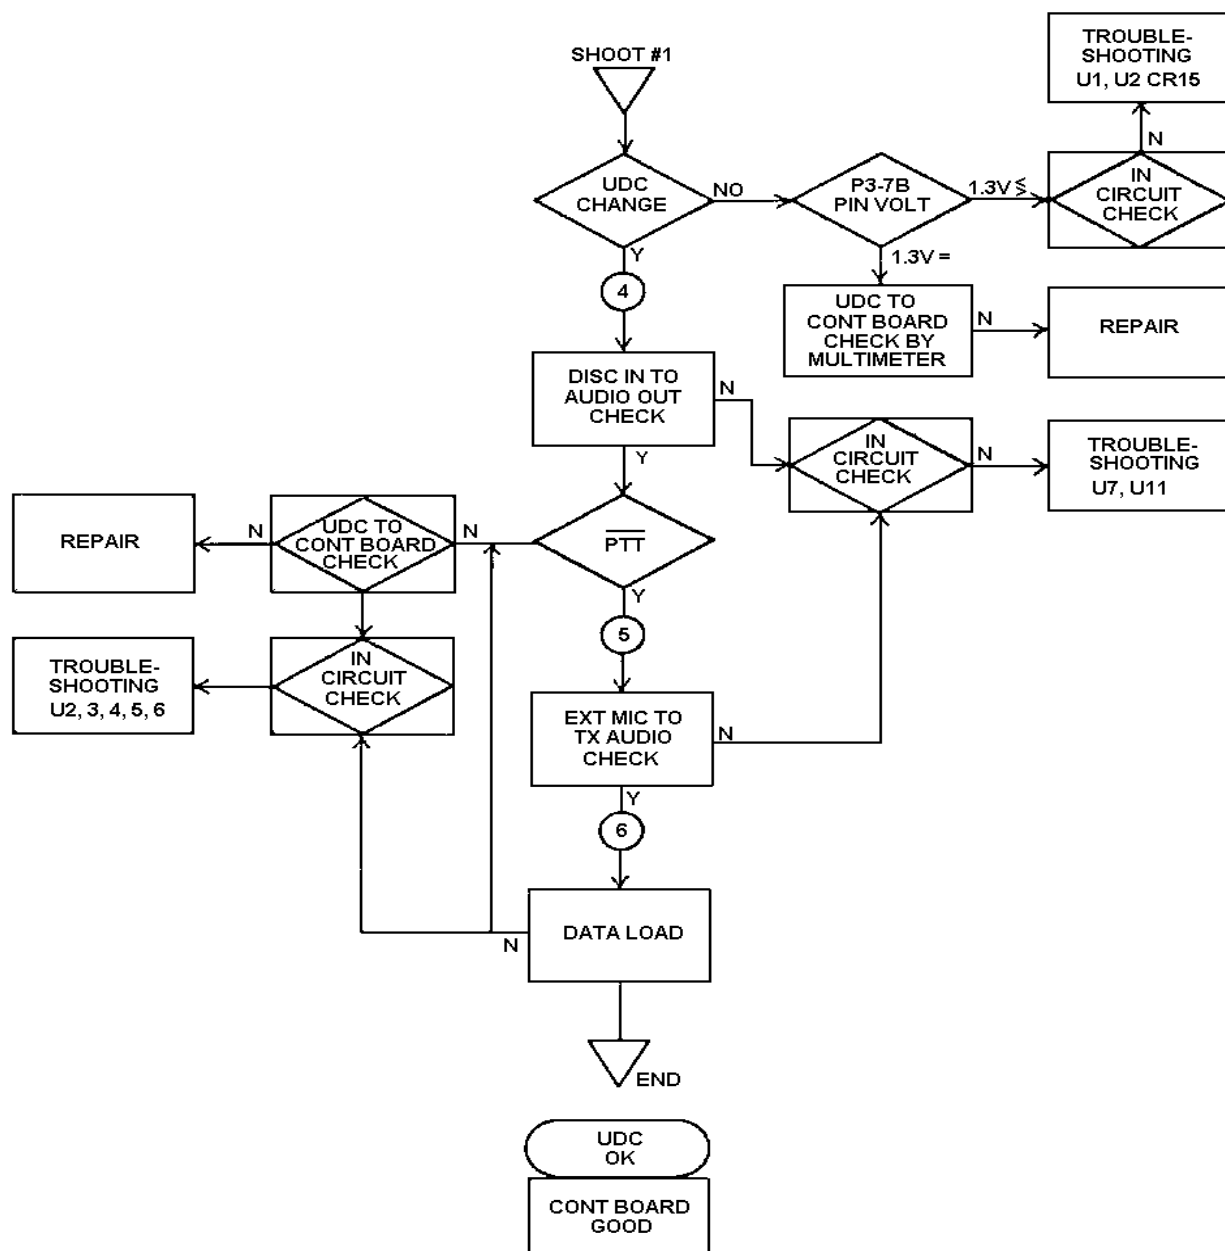 SHOOT #1
TROUBLE-
SHOOTING
U1, U2 CR15
N
UDC
CHANGE
NO
P3-7B
PIN VOLT
1.3V ≤
IN
CIRCUIT
CHECK
Y
1.3V =
4
UDC TO
CONT BOARD
CHECK BY
MULTIMETER
N
REPAIR
DISC IN TO
AUDIO OUT
CHECK
N
IN
CIRCUIT
CHECK
N
TROUBLE-
SHOOTING
U7, U11
Y
REPAIR
N
UDC TO
CONT BOARD
CHECK
N
PTT
Y
5
TROUBLE-
SHOOTING
U2, 3, 4, 5, 6
IN
CIRCUIT
CHECK
EXT MIC TO
TX AUDIO
CHECK
N
Y
6
DATA LOAD
N
END
UDC
OK
CONT BOARD
GOOD